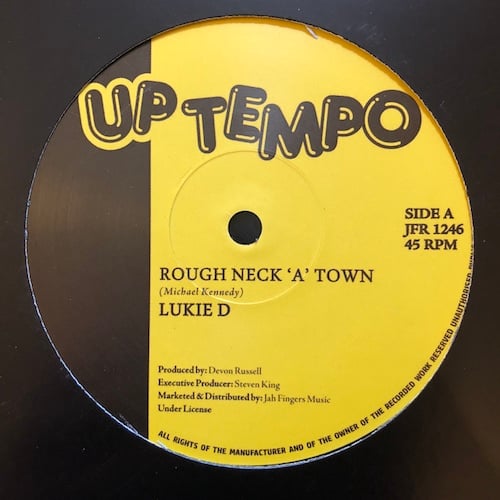 UP TEMPO
SIDE A
JFR 1246
45 RPM
ROUGH NECK ‘A’ TOWN
(Michael Kennedy)
LUKIE D
Produced by: Devon Russell
Executive Producer: Steven King
Marketed & Distributed by: Jah Fingers Music
Under License
ALL RIGHTS OF THE MANUFACTURER AND OF THE OWNER OF THE RECORDED WORK RESERVED UNAUTHORISED